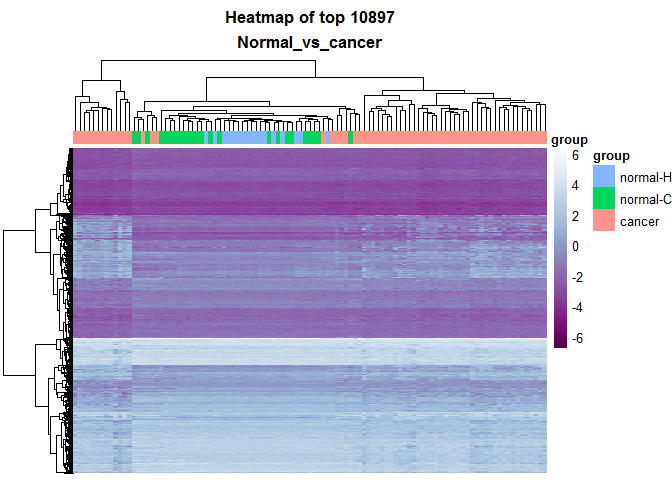 Heatmap of top 10897
Normal_vs_cancer
group
6
4
2
0
-2
-4
-6
group
normal-H
normal-C
cancer